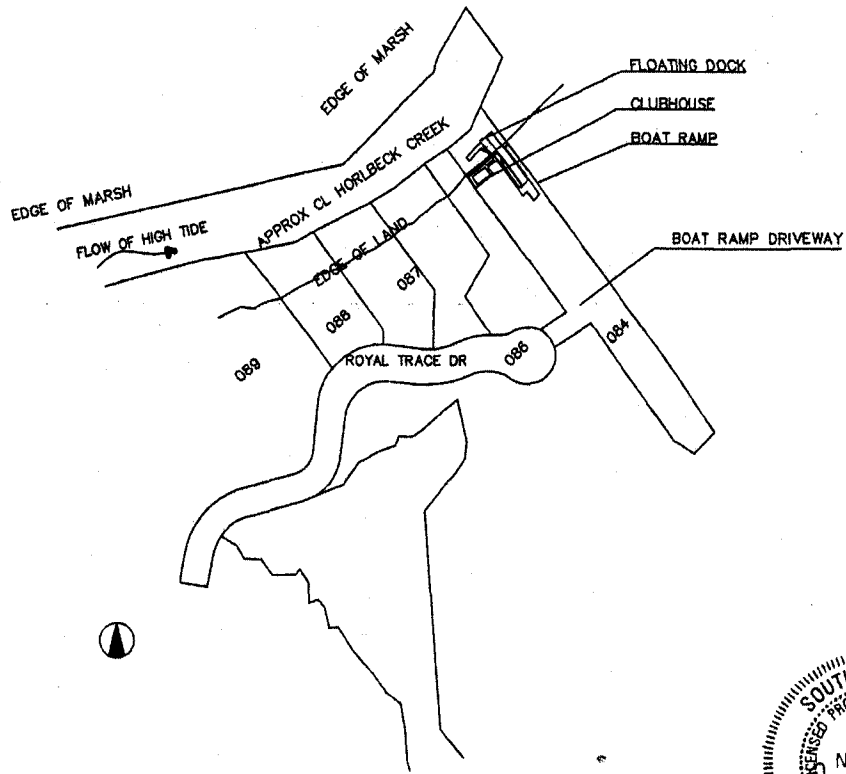 EDGE OF MARSH
FLOATING DOCK
CLUBHOUSE
BOAT RAMP
EDGE OF MARSH
APPROX CL HORLBECK CREEK
FLOW OF HIGH TIDE
EDGE OF LAND
BOAT RAMP DRIVEWAY
087
088
089
ROYAL TRACE DR
086
084